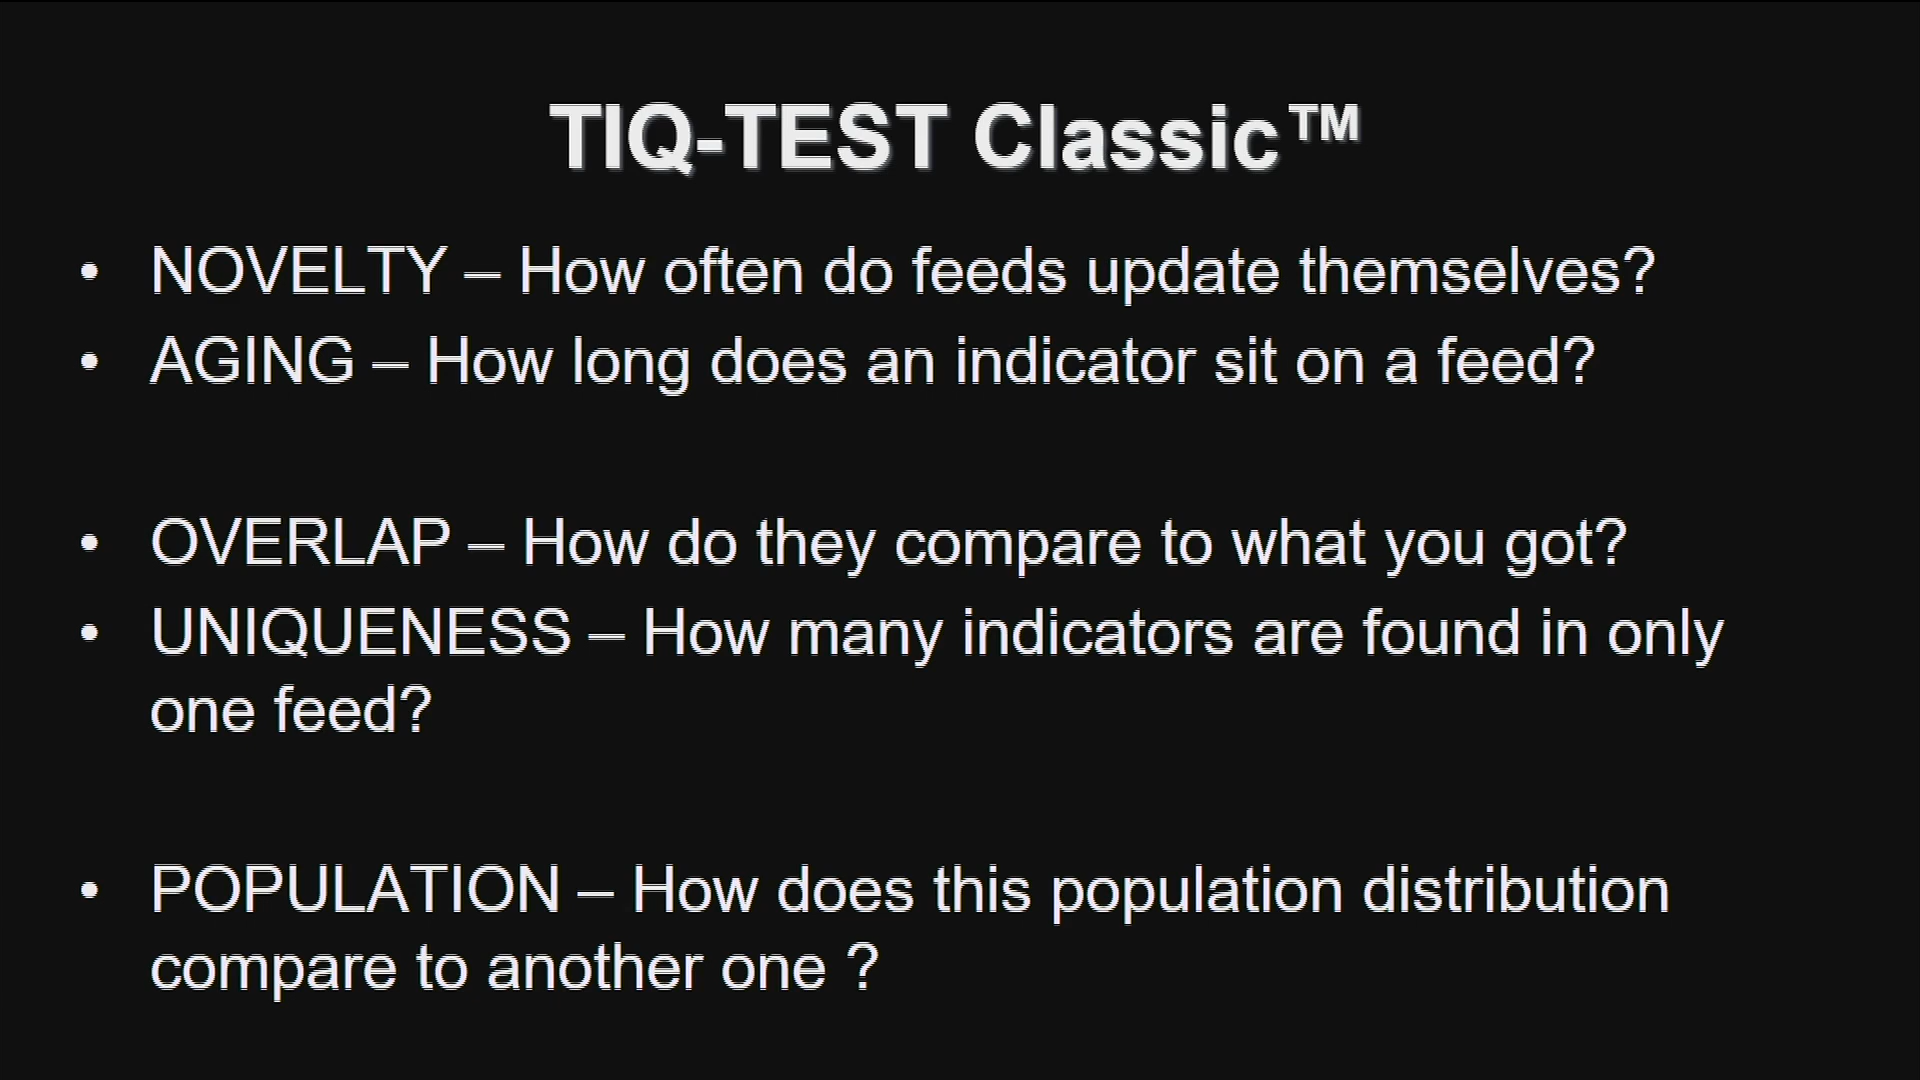 TIQ-TEST Classic™
• NOVELTY – How often do feeds update themselves?
• AGING – How long does an indicator sit on a feed?
• OVERLAP – How do they compare to what you got?
• UNIQUENESS – How many indicators are found in only
one feed?
• POPULATION – How does this population distribution
compare to another one ?